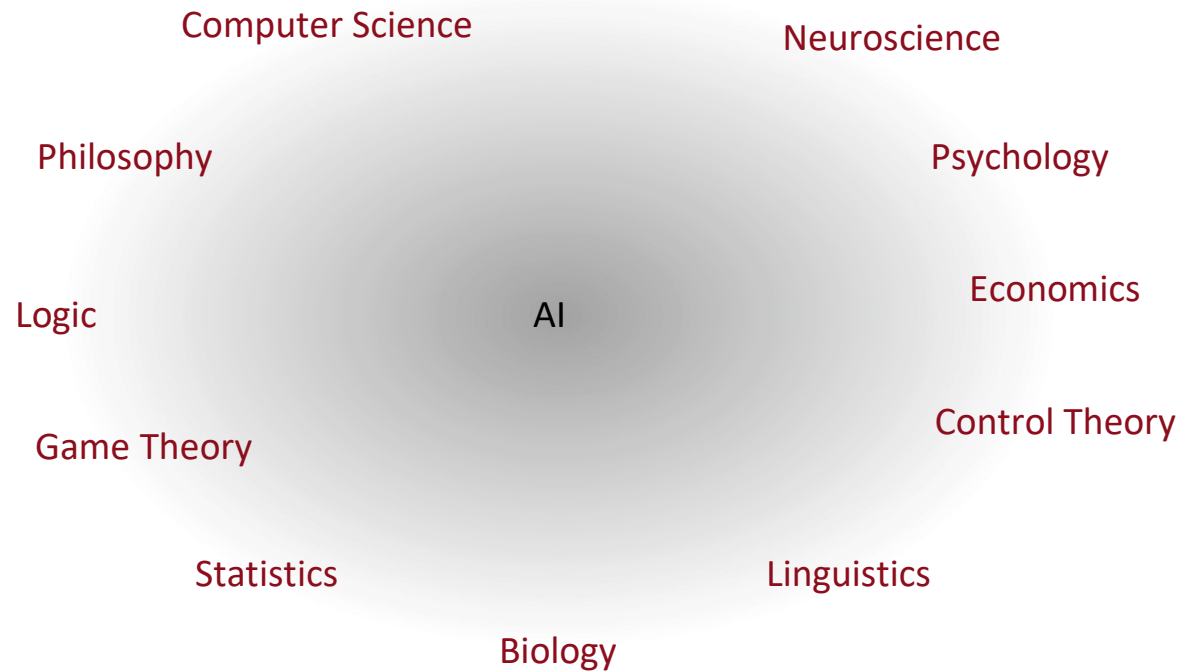 Computer Science
Neuroscience
Philosophy
Psychology
Economics
Logic
AI
Control Theory
Game Theory
Statistics
Linguistics
Biology